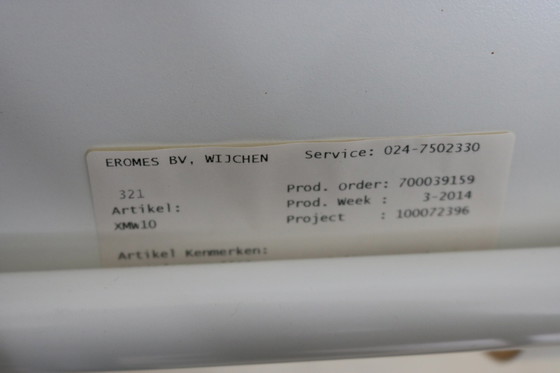 EROMES BV, WIJCHEN Service: 024-7502330
321 Prod. order: 700039159
Artikel: Prod. Week : 3-2014
XMW10 Project : 100072396
Artikel Kenmerken: